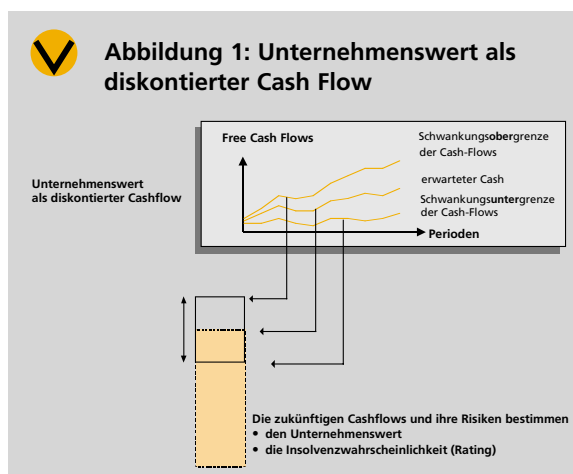 Abbildung 1: Unternehmenswert als
diskontierter Cash Flow
Free Cash Flows
Schwankungsobergrenze
der Cash-Flows
erwarteter Cash
Schwankungsuntergrenze
der Cash-Flows
Perioden
Unternehmenswert
als diskontierter Cashflow
Die zukünftigen Cashflows und ihre Risiken bestimmen
• den Unternehmenswert
• die Insolvenzwahrscheinlichkeit (Rating)